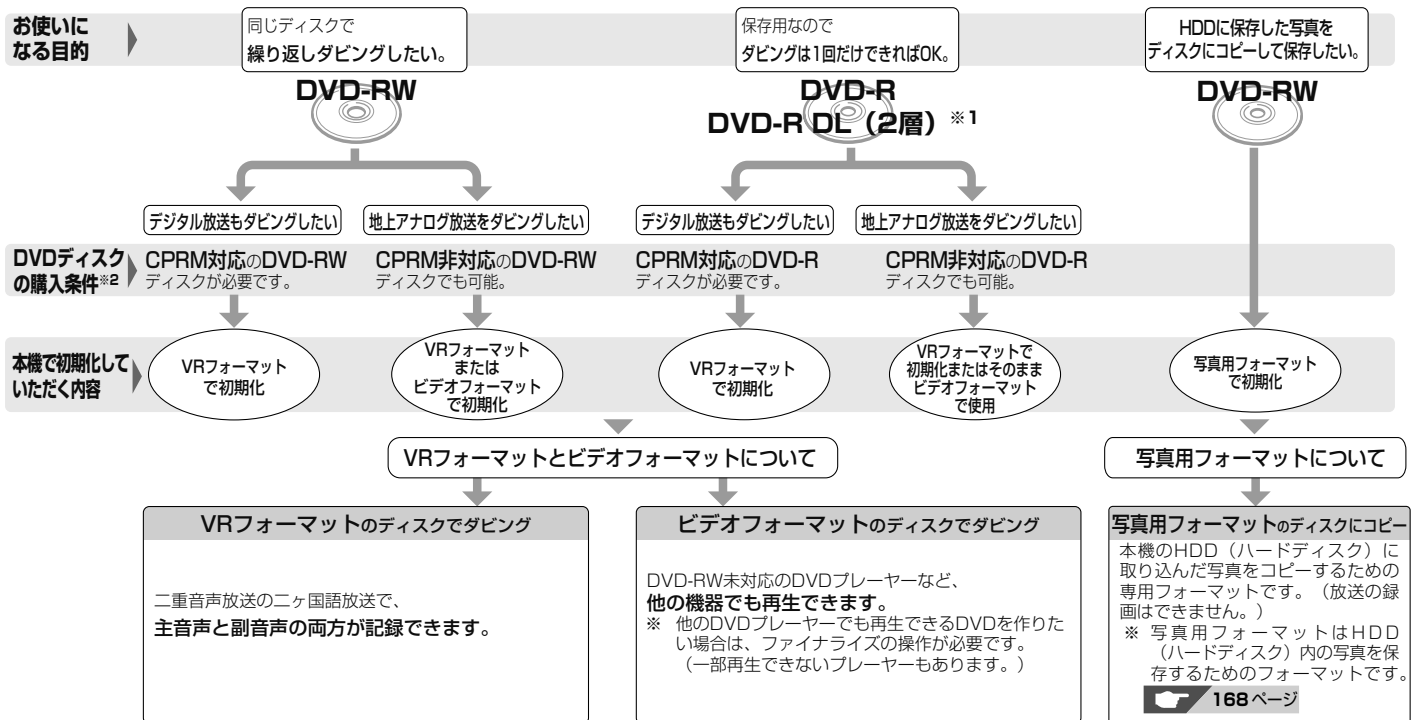 お使いに
なる目的
同じディスクで
繰り返しダビングしたい。
保存用なので
ダビングは1回だけできればOK。
HDDに保存した写真を
ディスクにコピーして保存したい。
DVD-RW
DVD-R
DVD-R DL（2層）※1
DVD-RW
デジタル放送もダビングしたい
地上アナログ放送をダビングしたい
デジタル放送もダビングしたい
地上アナログ放送をダビングしたい
DVDディスク
の購入条件※2
CPRM対応のDVD-RW
ディスクが必要です。
CPRM非対応のDVD-RW
ディスクでも可能。
CPRM対応のDVD-R
ディスクが必要です。
CPRM非対応のDVD-R
ディスクでも可能。
本機で初期化して
いただく内容
VRフォーマット
で初期化
VRフォーマット
または
ビデオフォーマット
で初期化
VRフォーマット
で初期化
VRフォーマットで
初期化またはそのまま
ビデオフォーマット
で使用
写真用フォーマット
で初期化
VRフォーマットとビデオフォーマットについて
写真用フォーマットについて
VRフォーマットのディスクでダビング
二重音声放送の二ヶ国語放送で、
主音声と副音声の両方が記録できます。
ビデオフォーマットのディスクでダビング
DVD-RW未対応のDVDプレーヤーなど、
他の機器でも再生できます。
※ 他のDVDプレーヤーでも再生できるDVDを作りた
い場合は、ファイナライズの操作が必要です。
（一部再生できないプレーヤーもあります。）
写真用フォーマットのディスクにコピー
本機のHDD（ハードディスク）に
取り込んだ写真をコピーするための
専用フォーマットです。（放送の録
画はできません。）
※ 写真用フォーマットはHDD
（ハードディスク）内の写真を保
存するためのフォーマットです。
168ページ